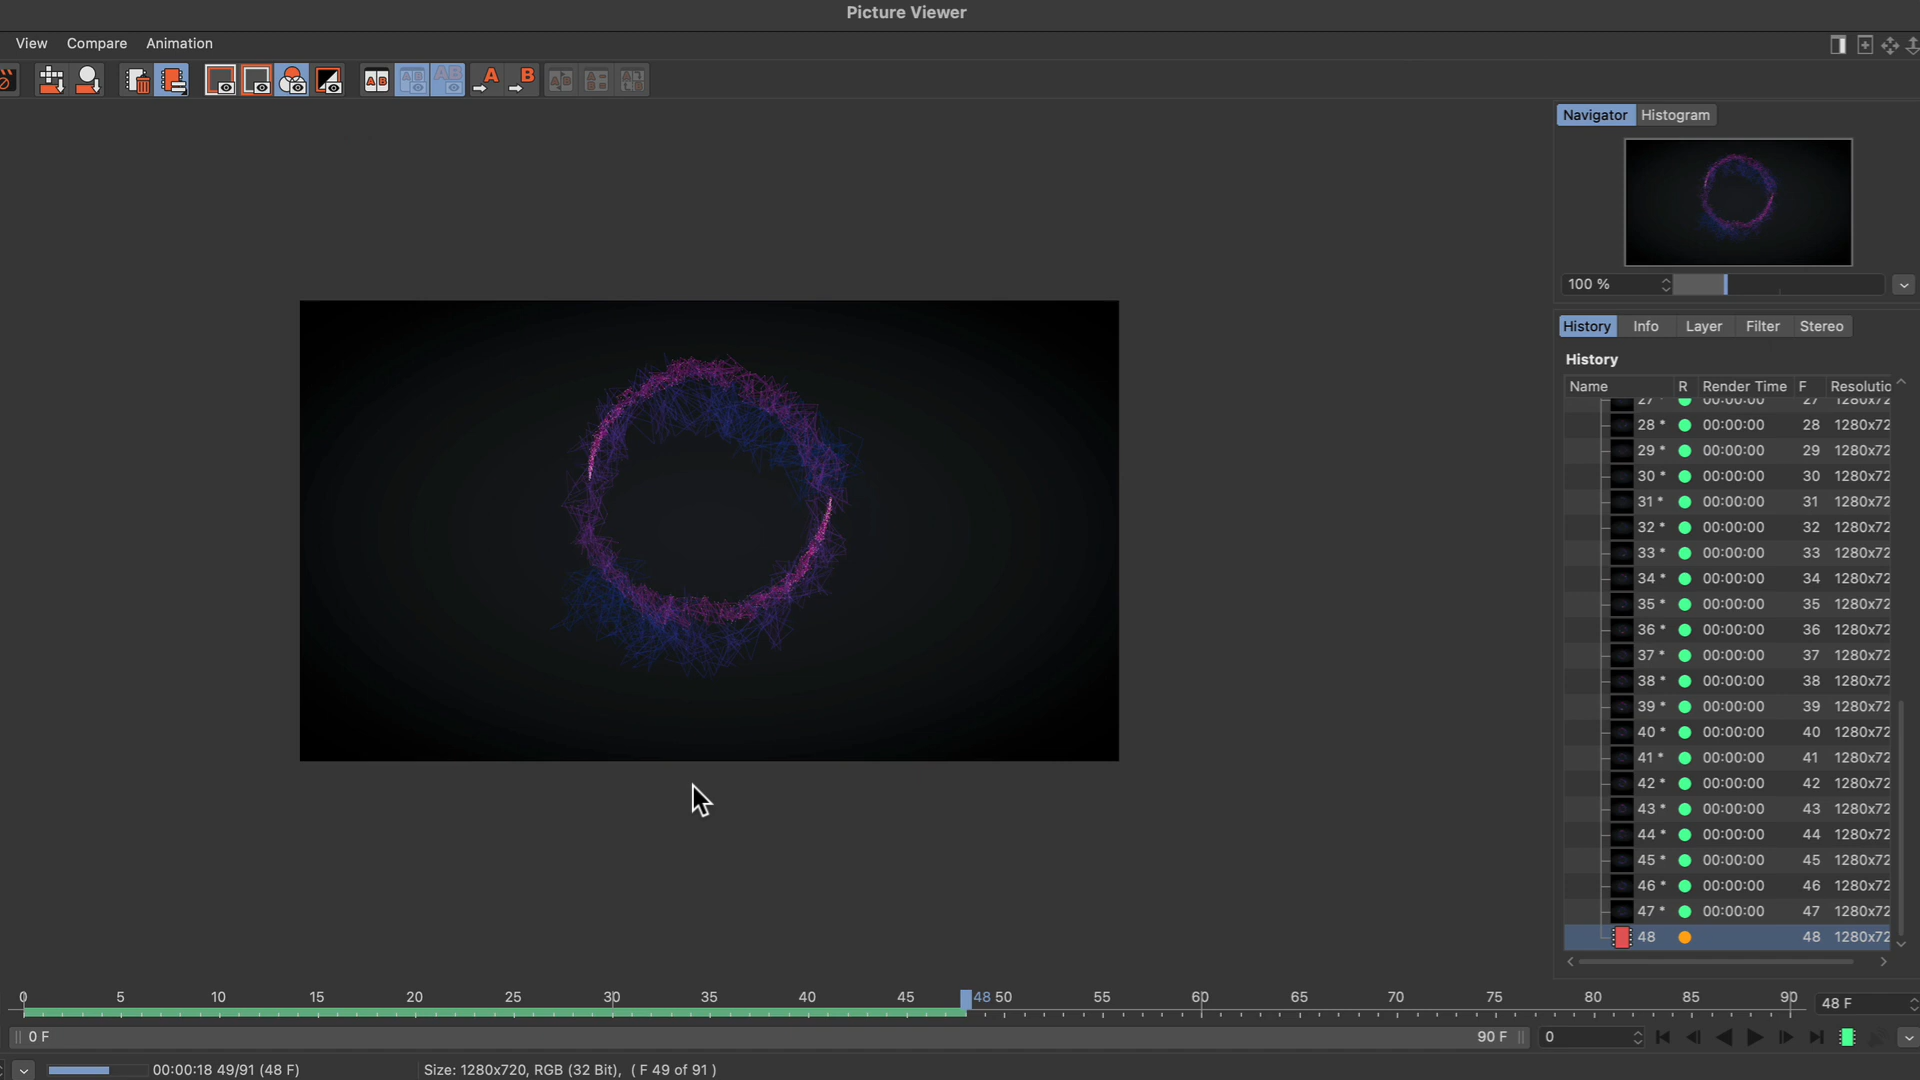 Picture Viewer
View Compare Animation
Navigator Histogram
100 %
History Info Layer Filter Stereo
History
Name R Render Time F Resolutio
27 * 00:00:00 27 1280x72
28 * 00:00:00 28 1280x72
29 * 00:00:00 29 1280x72
30 * 00:00:00 30 1280x72
31 * 00:00:00 31 1280x72
32 * 00:00:00 32 1280x72
33 * 00:00:00 33 1280x72
34 * 00:00:00 34 1280x72
35 * 00:00:00 35 1280x72
36 * 00:00:00 36 1280x72
37 * 00:00:00 37 1280x72
38 * 00:00:00 38 1280x72
39 * 00:00:00 39 1280x72
40 * 00:00:00 40 1280x72
41 * 00:00:00 41 1280x72
42 * 00:00:00 42 1280x72
43 * 00:00:00 43 1280x72
44 * 00:00:00 44 1280x72
45 * 00:00:00 45 1280x72
46 * 00:00:00 46 1280x72
47 * 00:00:00 47 1280x72
48 48 1280x72
0 5 10 15 20 25 30 35 40 45 48 50 55 60 65 70 75 80 85 90 48 F
0 F 90 F 0
00:00:18 49/91 (48 F) Size: 1280x720, RGB (32 Bit), ( F 49 of 91 )